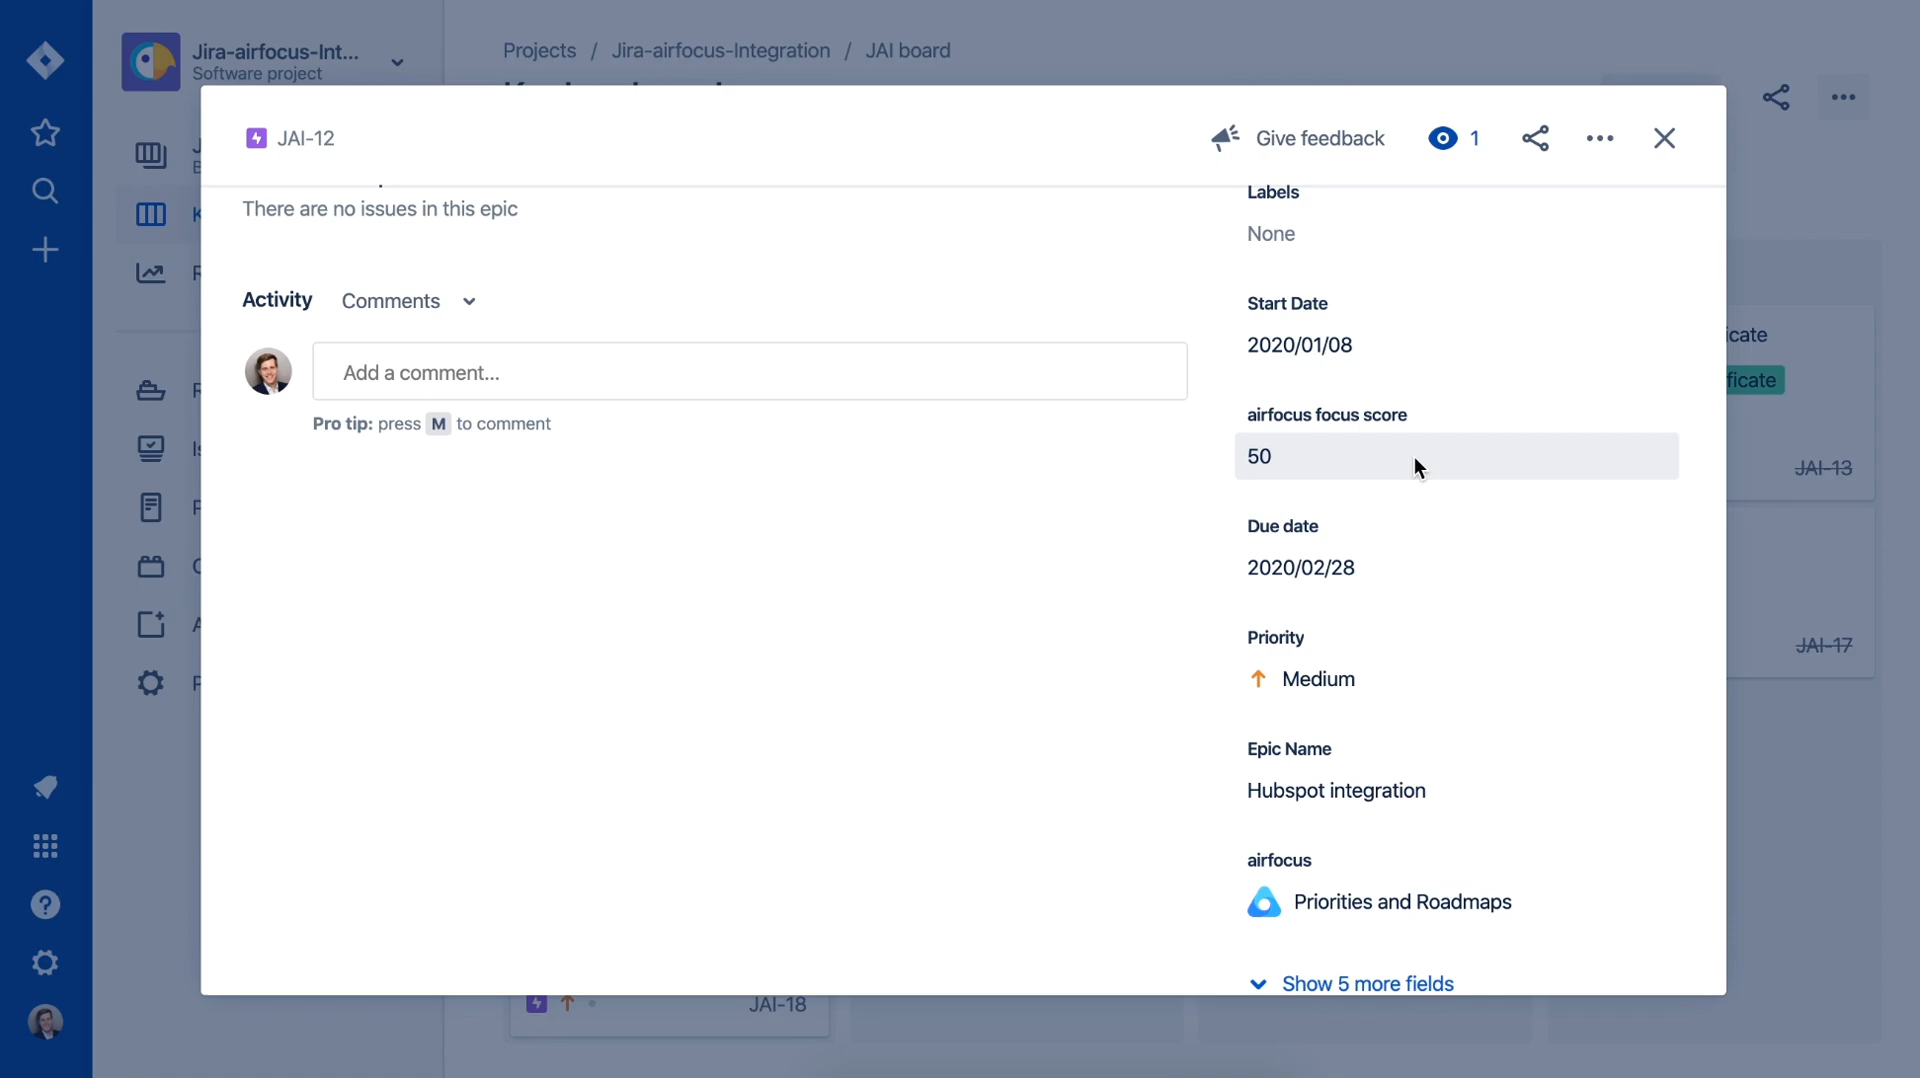 Jira-airfocus-Int...
Software project
Projects / Jira-airfocus-Integration / JAI board
JAI-12
Give feedback
1
There are no issues in this epic
Activity
Comments
Add a comment...
Pro tip: press M to comment
Labels
None
Start Date
2020/01/08
airfocus focus score
50
Due date
2020/02/28
Priority
Medium
Epic Name
Hubspot integration
airfocus
Priorities and Roadmaps
Show 5 more fields
icate
ficate
JAI-13
JAI-17
JAI-18